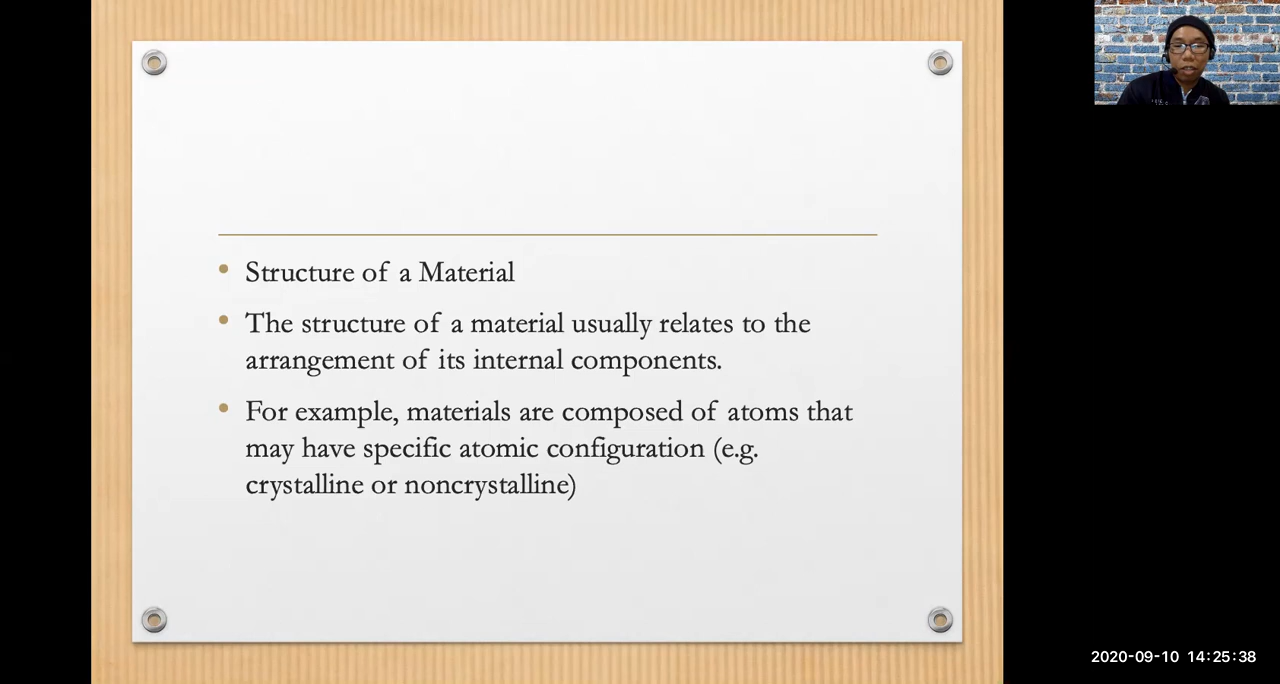 • Structure of a Material
• The structure of a material usually relates to the
arrangement of its internal components.
• For example, materials are composed of atoms that
may have specific atomic configuration (e.g.
crystalline or noncrystalline)
2020-09-10 14:25:38